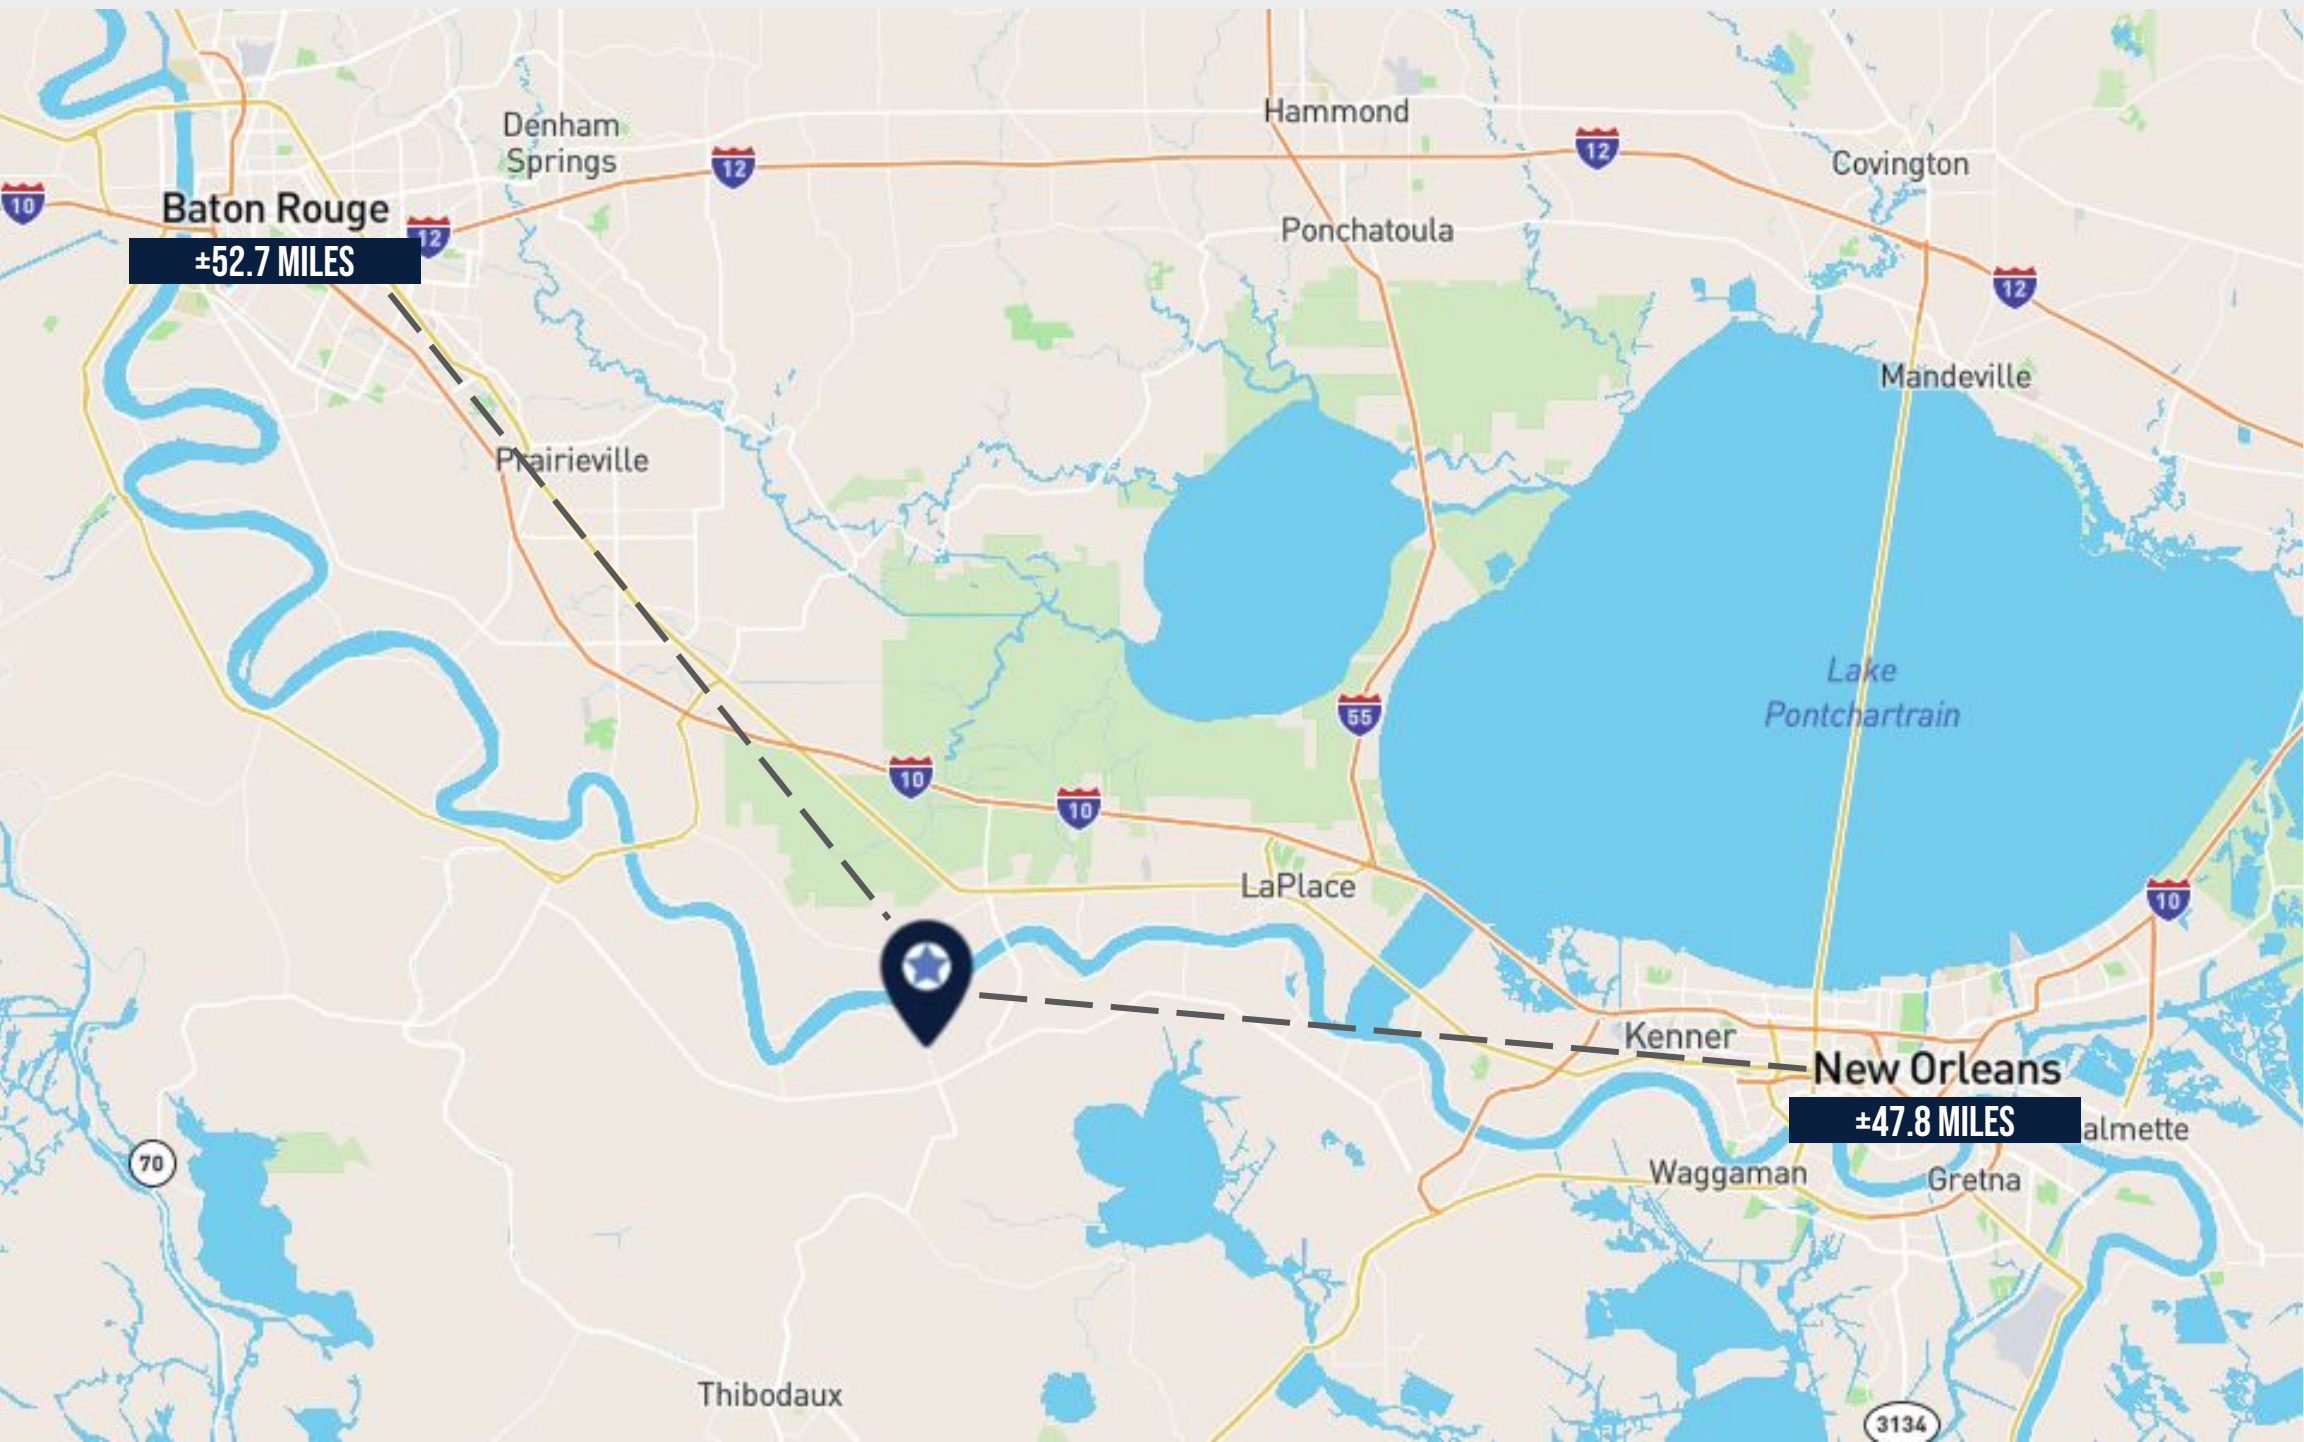 Hammond
Denham
Springs
12
12
Covington
10
Baton Rouge
12
±52.7 MILES
Ponchatoula
12
Mandeville
Prairieville
Lake
Pontchartrain
55
10
10
LaPlace
10
Kenner
New Orleans
±47.8 MILES
almette
70
Waggaman
Gretna
Thibodaux
3134